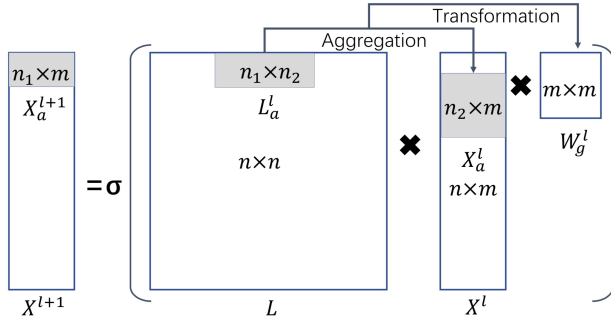 Transformation
Aggregation
n₁×m
X_a^{l+1}
n₁×n₂
L_a^l
n×n
n₂×m
X_a^l
n×m
m×m
W_g^l
=σ
X^{l+1}
L
X^l